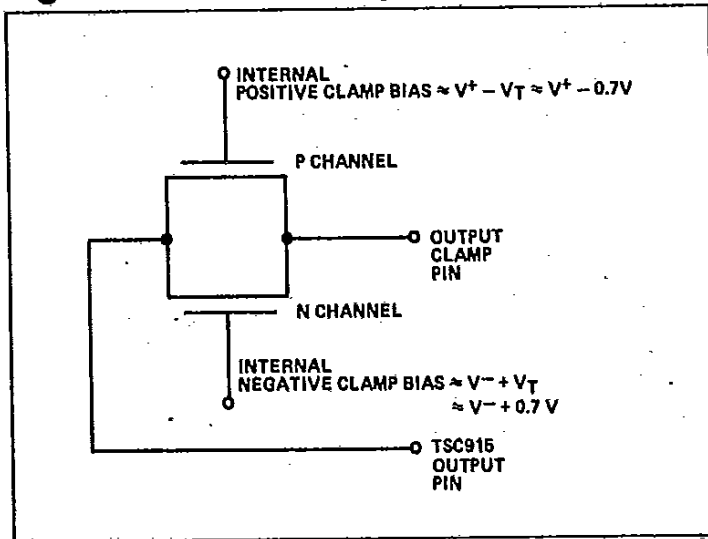 INTERNAL
POSITIVE CLAMP BIAS ≈ V⁺ – V_T ≈ V⁺ – 0.7V
P CHANNEL
OUTPUT
CLAMP
PIN
N CHANNEL
INTERNAL
NEGATIVE CLAMP BIAS ≈ V⁻ + V_T
≈ V⁻ + 0.7 V
TSC915
OUTPUT
PIN